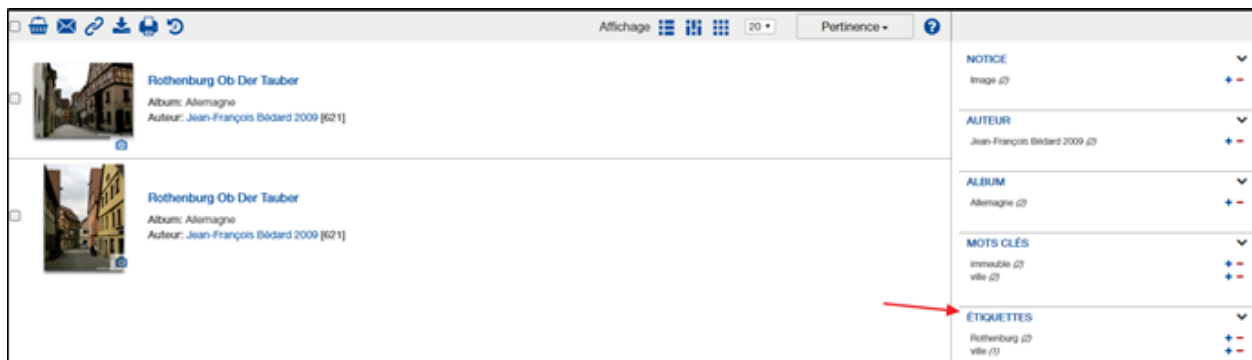 Affichage 20 Pertinence
Rothenburg Ob Der Tauber
Album: Allemagne
Auteur: Jean-François Bédard 2009 [621]
Rothenburg Ob Der Tauber
Album: Allemagne
Auteur: Jean-François Bédard 2009 [621]
NOTICE
Image (2)
AUTEUR
Jean-François Bédard 2009 (2)
ALBUM
Allemagne (2)
MOTS CLÉS
immeuble (2)
ville (2)
ÉTIQUETTES
Rothenburg (2)
ville (1)